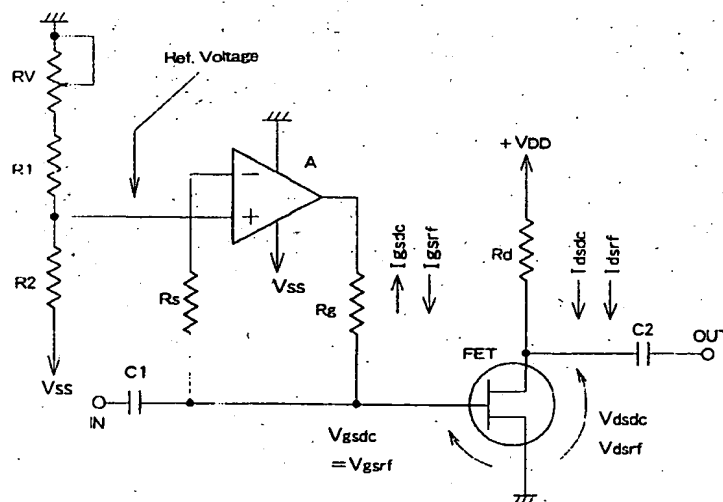 Ref. Voltage
RV
R1
R2
VSS
A
−
+
VSS
Rs
Rg
Igsdc
Igsrf
+VDD
Rd
Idsdc
Idsrf
C1
IN
C2
OUT
FET
Vgsdc
=Vgsrf
Vdsdc
Vdsrf